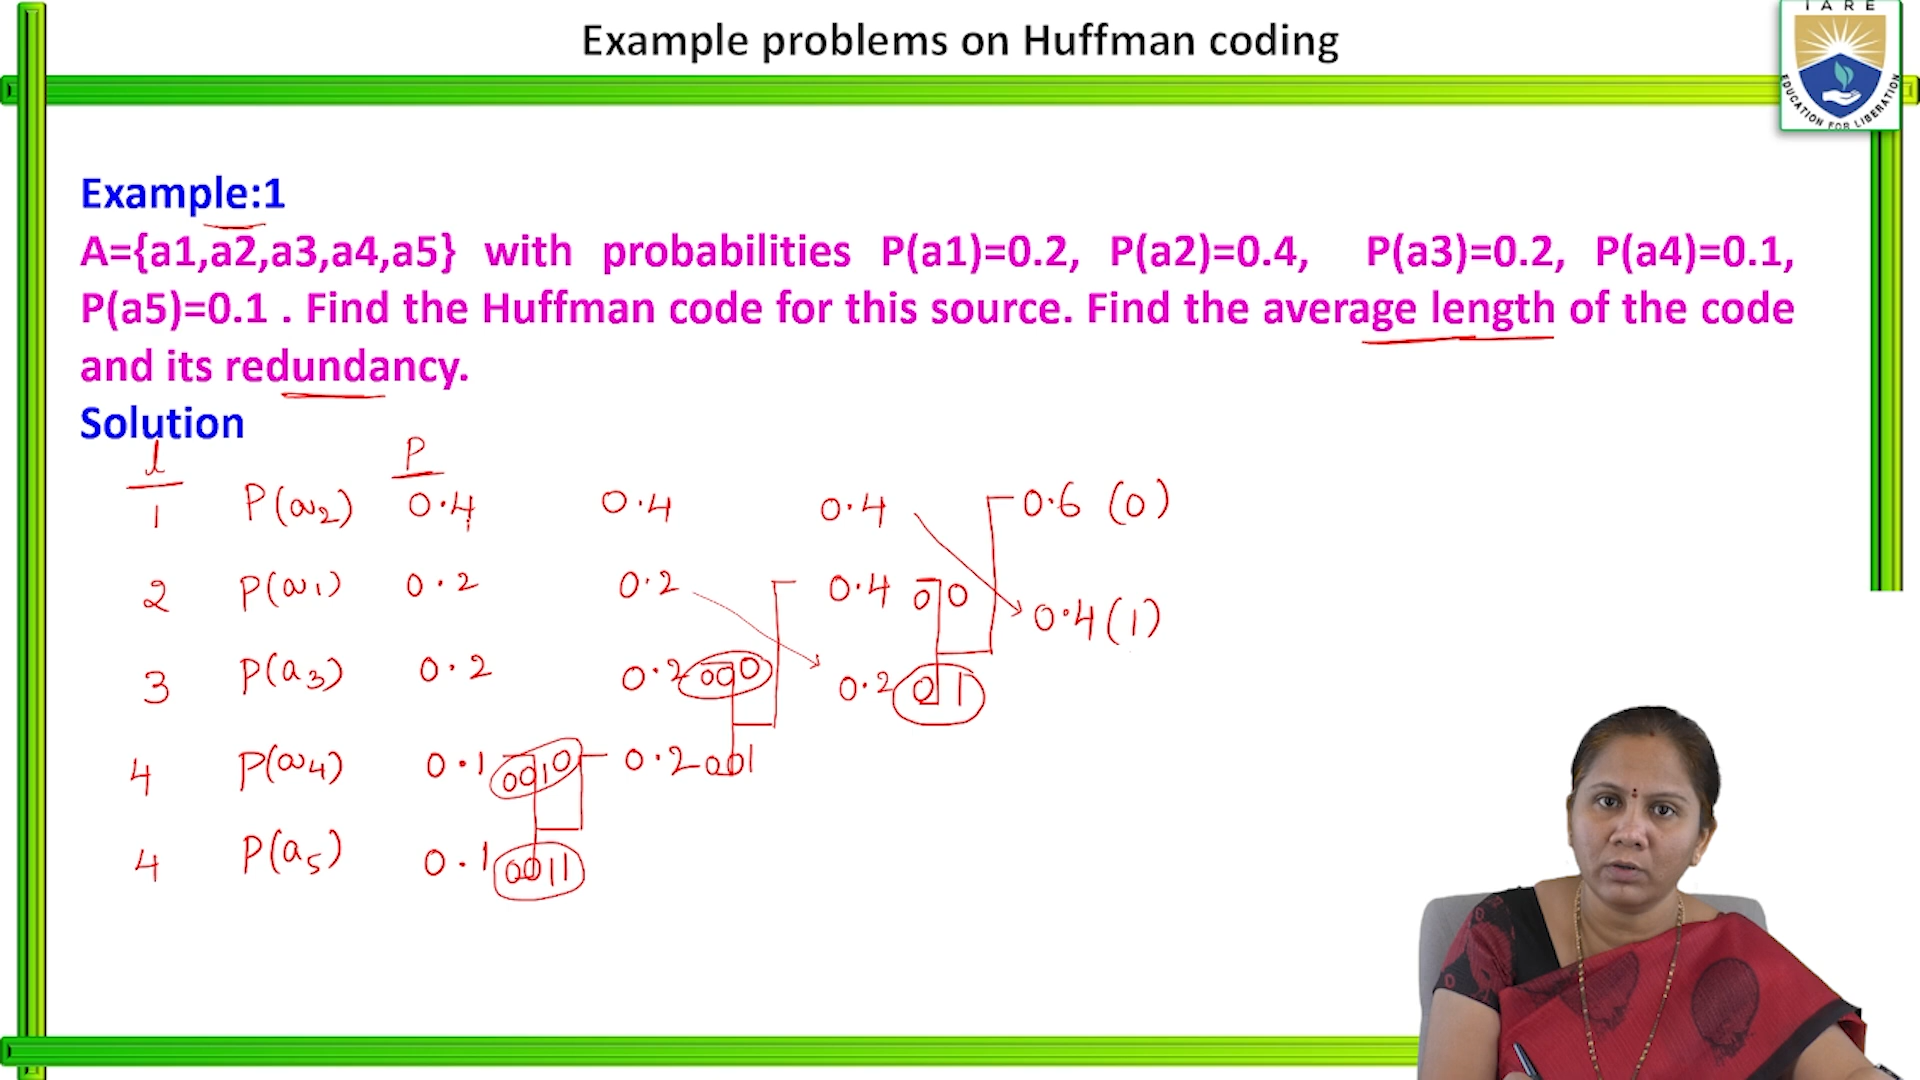 Example problems on Huffman coding
IARE
EDUCATION FOR LIBERATION
Example:1
A={a1,a2,a3,a4,a5} with probabilities P(a1)=0.2, P(a2)=0.4, P(a3)=0.2, P(a4)=0.1,
P(a5)=0.1 . Find the Huffman code for this source. Find the average length of the code
and its redundancy.
Solution
l P
1 P(a2) 0.4 0.4 0.4 0.6 (0)
2 P(a1) 0.2 0.2 0.4 00 0.4(1)
3 P(a3) 0.2 0.2 000 0.2 01
4 P(a4) 0.1 0010 0.2 001
4 P(a5) 0.1 0011